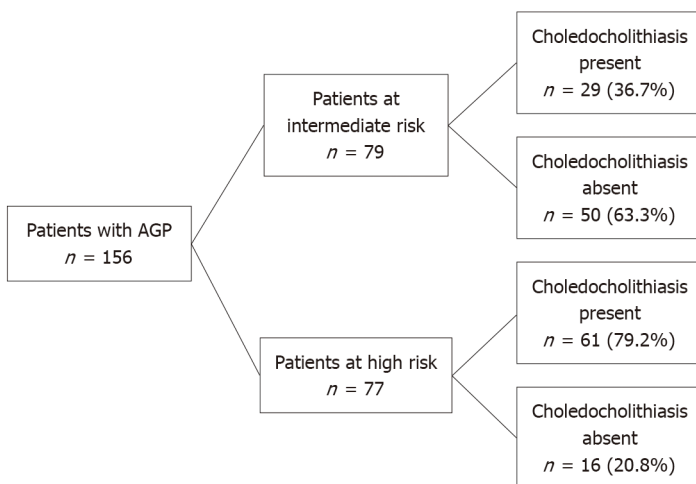 Patients with AGP
n = 156
Patients at
intermediate risk
n = 79
Choledocholithiasis
present
n = 29 (36.7%)
Choledocholithiasis
absent
n = 50 (63.3%)
Patients at high risk
n = 77
Choledocholithiasis
present
n = 61 (79.2%)
Choledocholithiasis
absent
n = 16 (20.8%)